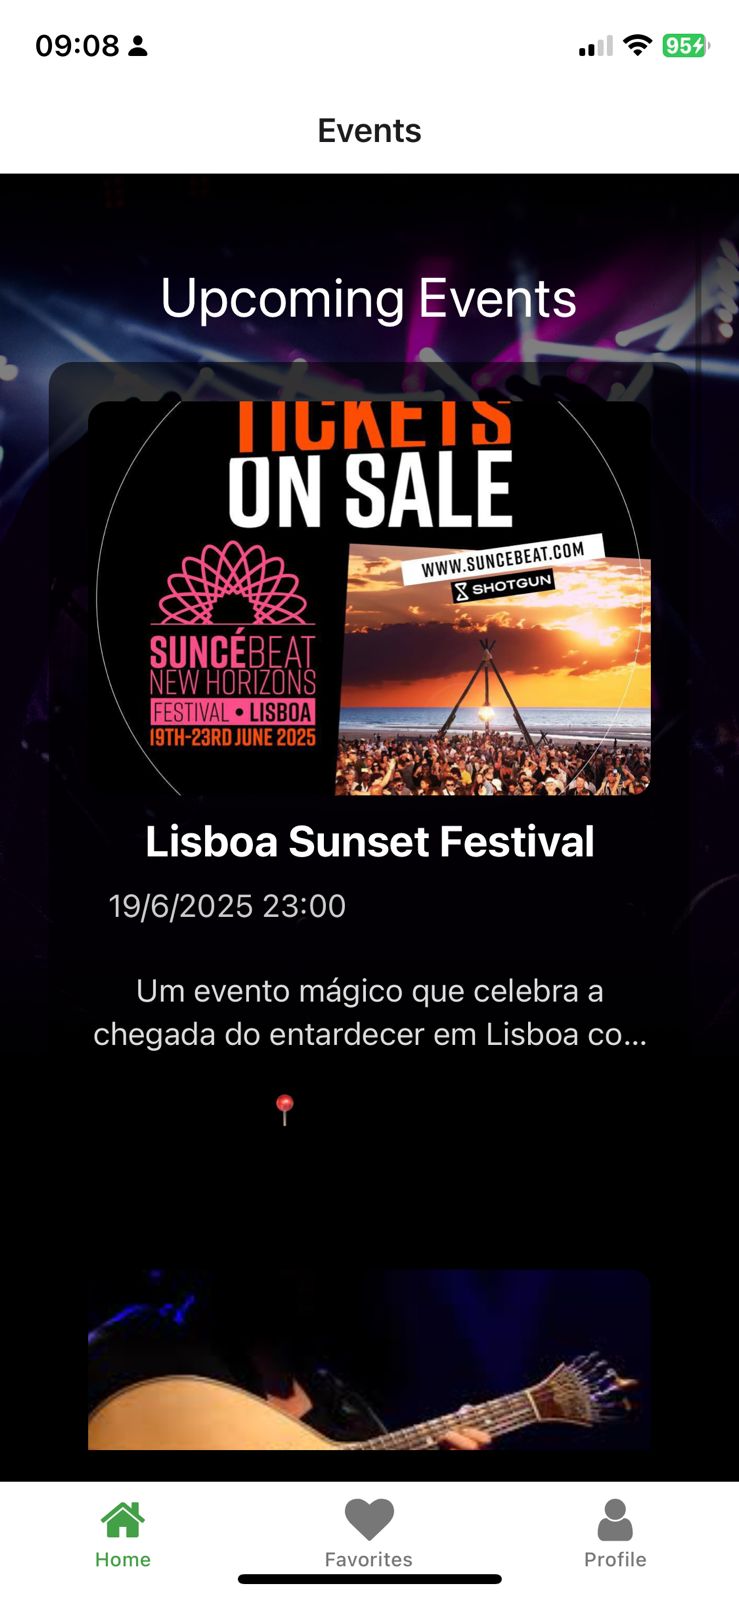 09:08
95
Events
Upcoming Events
TICKETS
ON SALE
WWW.SUNCEBEAT.COM
SHOTGUN
SUNCÉBEAT
NEW HORIZONS
FESTIVAL • LISBOA
19TH-23RD JUNE 2025
Lisboa Sunset Festival
19/6/2025 23:00
Um evento mágico que celebra a
chegada do entardecer em Lisboa co...
Home
Favorites
Profile